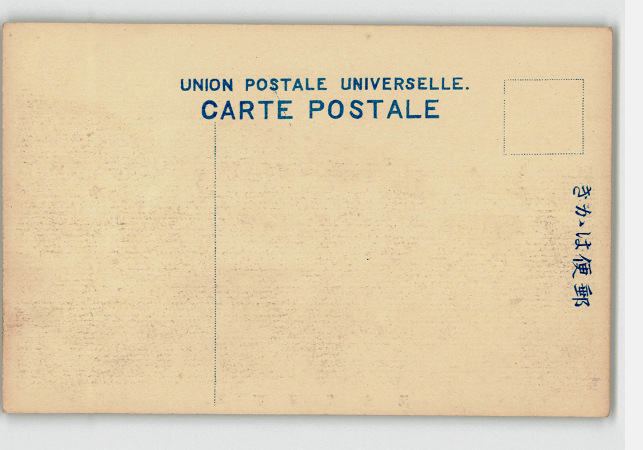 UNION POSTALE UNIVERSELLE.
CARTE POSTALE
郵便はかき